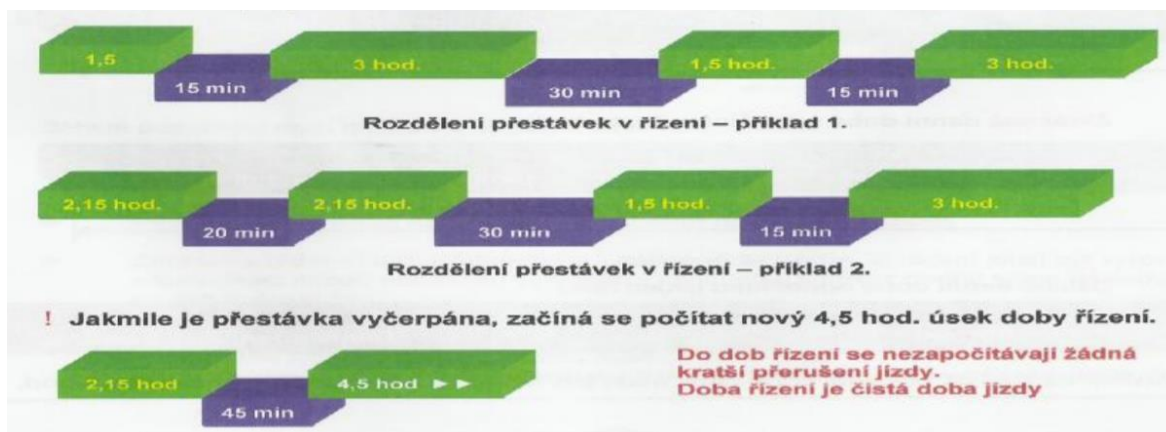 1,5
15 min
3 hod.
30 min
1,5 hod.
15 min
3 hod.
Rozdělení přestávek v řízení – příklad 1.
2,15 hod.
20 min
2,15 hod.
30 min
1,5 hod.
15 min
3 hod.
Rozdělení přestávek v řízení – příklad 2.
! Jakmile je přestávka vyčerpána, začíná se počítat nový 4,5 hod. úsek doby řízení.
2,15 hod
45 min
4,5 hod ►►
Do dob řízení se nezapočítávají žádná
kratší přerušení jízdy.
Doba řízení je čistá doba jízdy